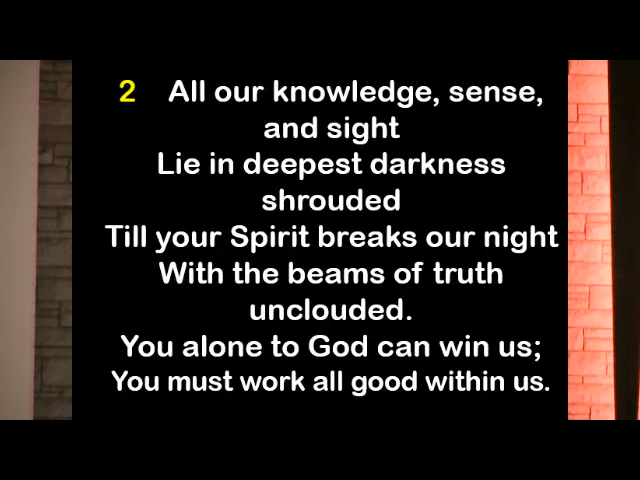 2 All our knowledge, sense,
and sight
Lie in deepest darkness
shrouded
Till your Spirit breaks our night
With the beams of truth
unclouded.
You alone to God can win us;
You must work all good within us.